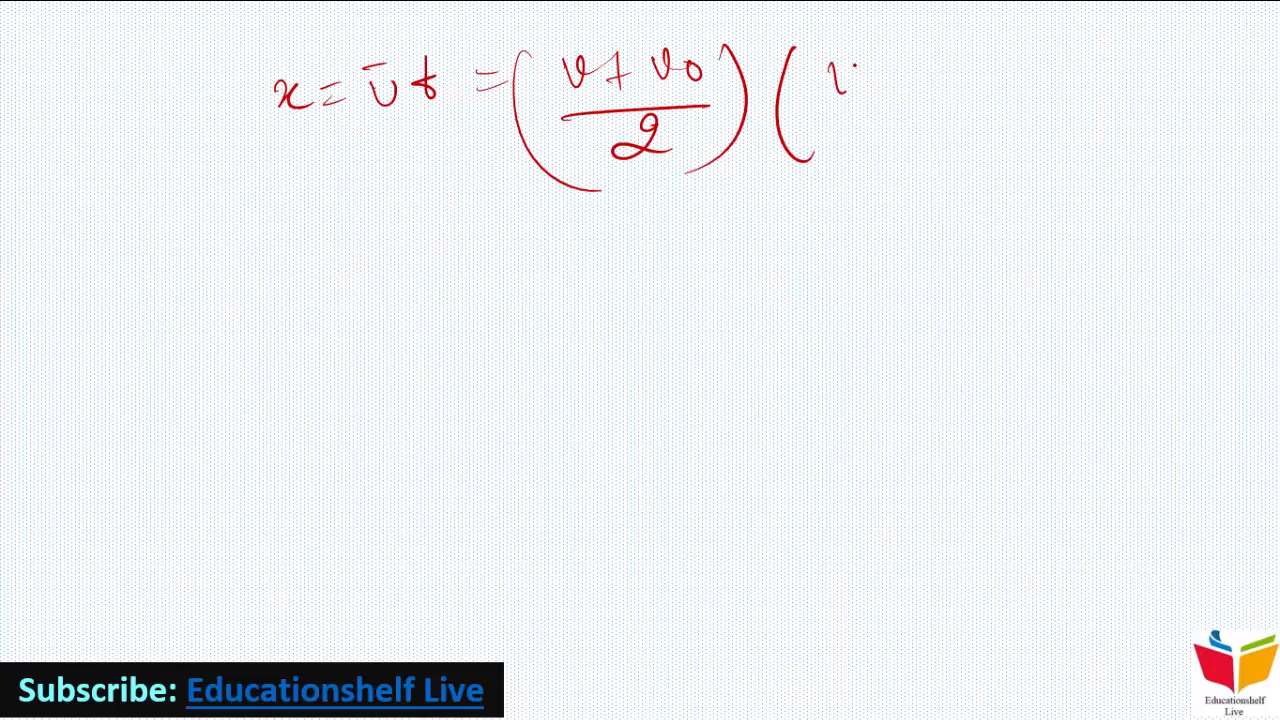 x = v̄ t = ( v + v₀ / 2 ) ( v
Subscribe: Educationshelf Live
Educationshelf
Live